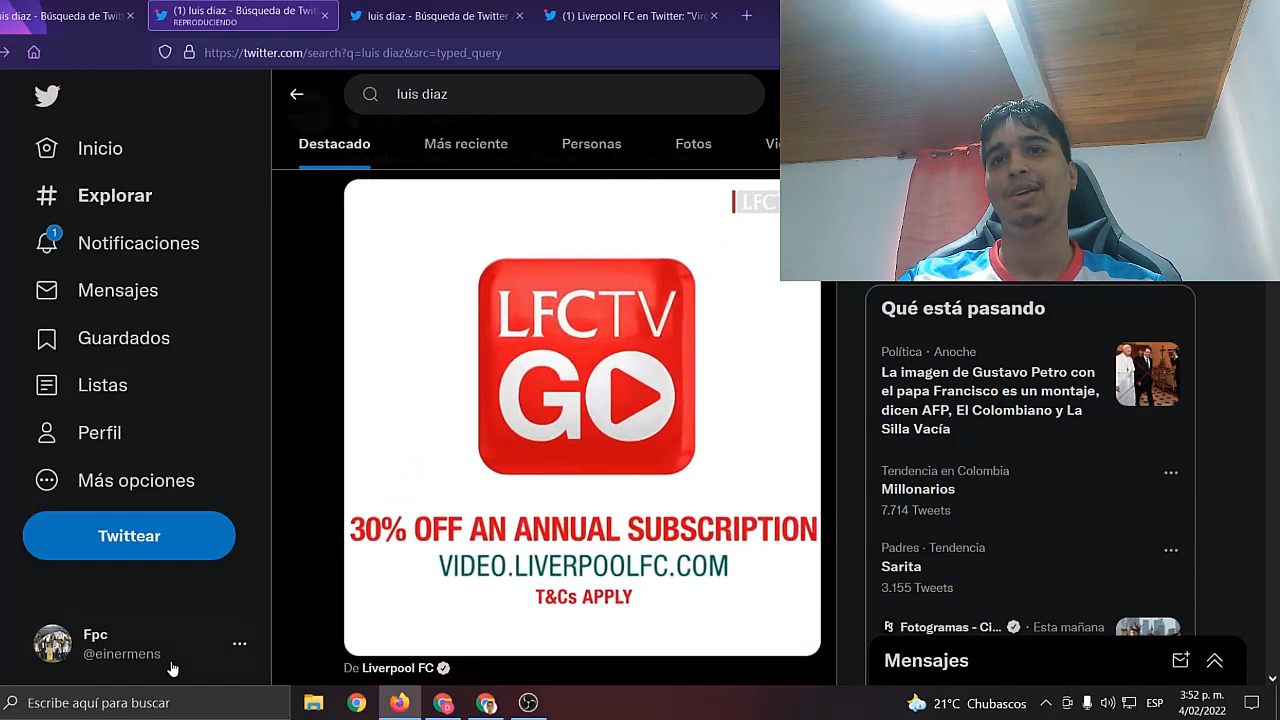 is diaz - Búsqueda de Tw
(1) luis diaz - Búsqueda de Tw
REPRODUCIENDO
luis diaz - Búsqueda de Twitter /
(1) Liverpool FC en Twitter: "Vir
https://twitter.com/search?q=luis diaz&src=typed_query
luis diaz
Destacado
Más reciente
Personas
Fotos
Inicio
Explorar
1
Notificaciones
Mensajes
Guardados
Listas
Perfil
Más opciones
Twittear
Fpc
@einermens
LFCT
LFCTV
GO
30% OFF AN ANNUAL SUBSCRIPTION
VIDEO.LIVERPOOLFC.COM
T&Cs APPLY
De Liverpool FC
Qué está pasando
Política · Anoche
La imagen de Gustavo Petro con
el papa Francisco es un montaje,
dicen AFP, El Colombiano y La
Silla Vacía
Tendencia en Colombia
Millonarios
7.714 Tweets
Padres · Tendencia
Sarita
3.155 Tweets
Fotogramas - Ci... · Esta mañana
Mensajes
Escribe aquí para buscar
21°C Chubascos
ESP
3:52 p. m.
4/02/2022